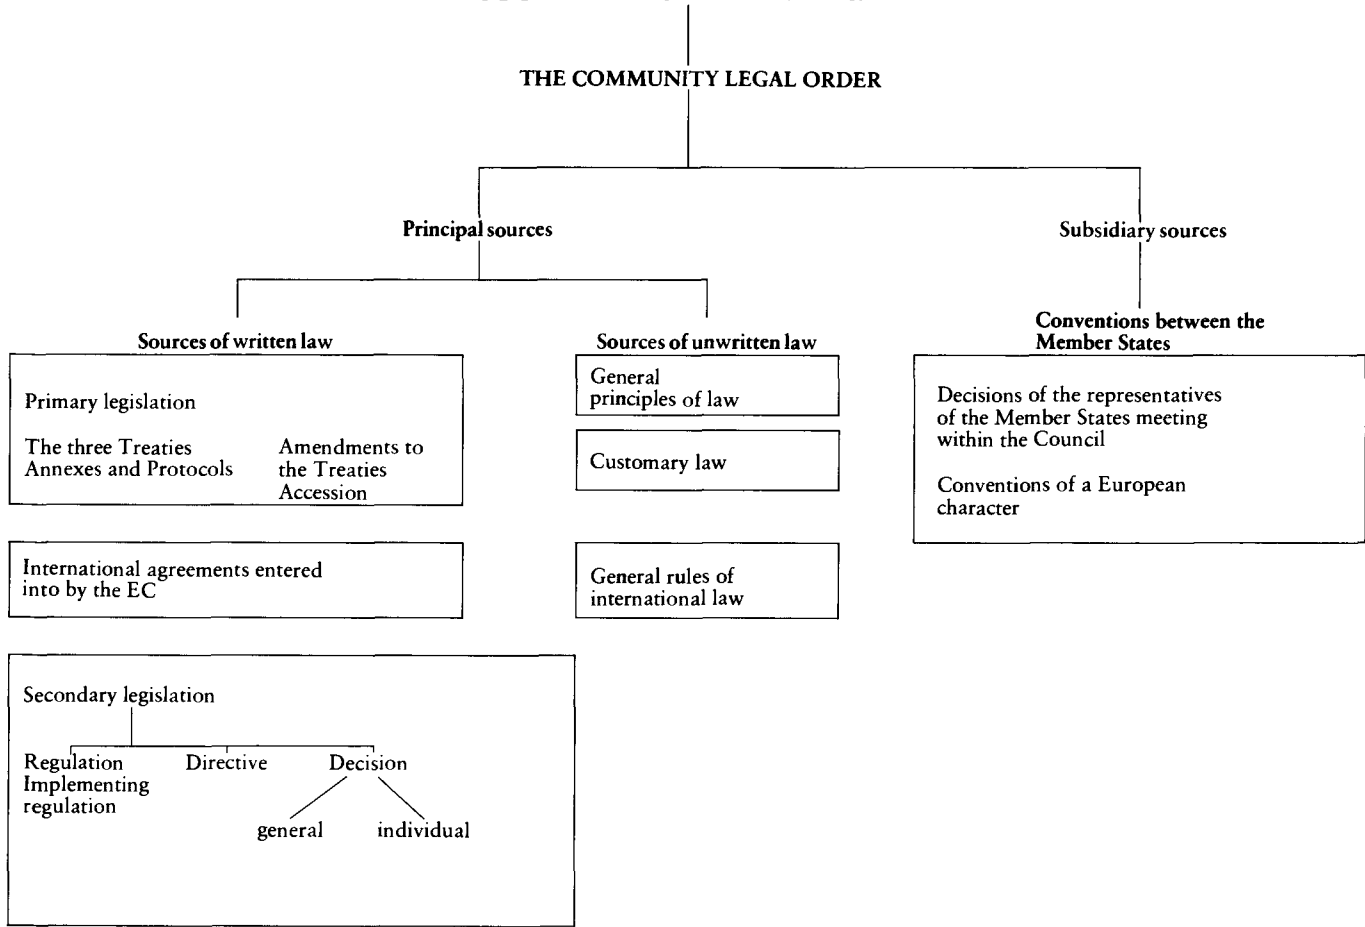 THE COMMUNITY LEGAL ORDER
Principal sources
Subsidiary sources
Sources of written law
Primary legislation
The three Treaties
Annexes and Protocols
Amendments to
the Treaties
Accession
International agreements entered
into by the EC
Secondary legislation
Regulation
Implementing
regulation
Directive
Decision
general
individual
Sources of unwritten law
General
principles of law
Customary law
General rules of
international law
Conventions between the
Member States
Decisions of the representatives
of the Member States meeting
within the Council
Conventions of a European
character